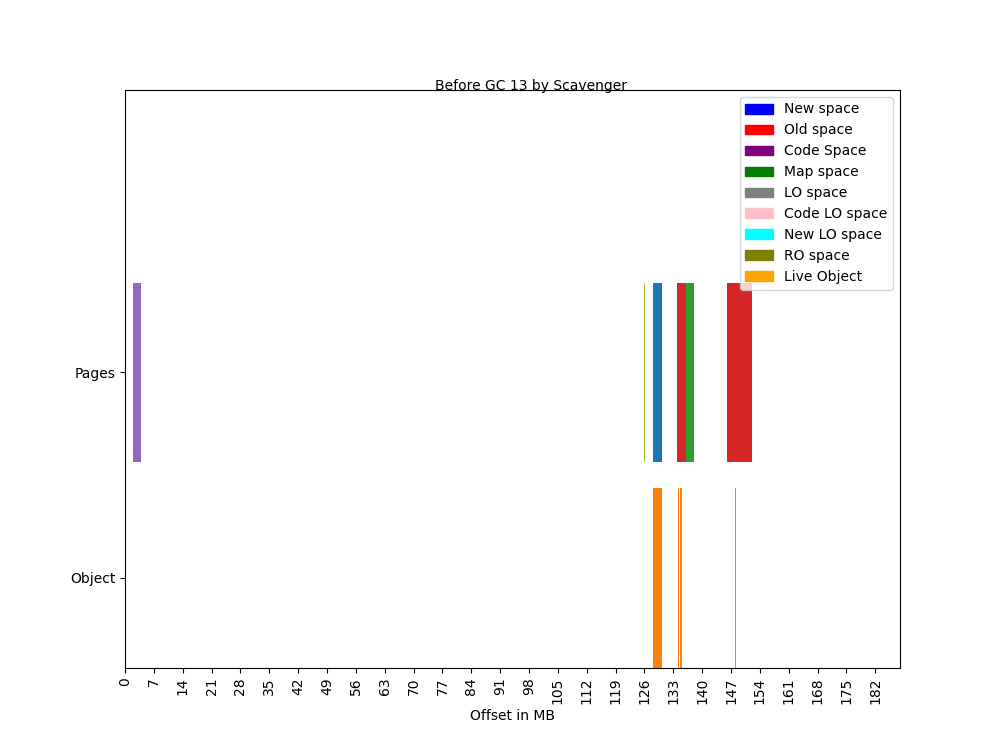 Before GC 13 by Scavenger
New space
Old space
Code Space
Map space
LO space
Code LO space
New LO space
RO space
Live Object
Pages
Object
0 7 14 21 28 35 42 49 56 63 70 77 84 91 98 105 112 119 126 133 140 147 154 161 168 175 182
Offset in MB